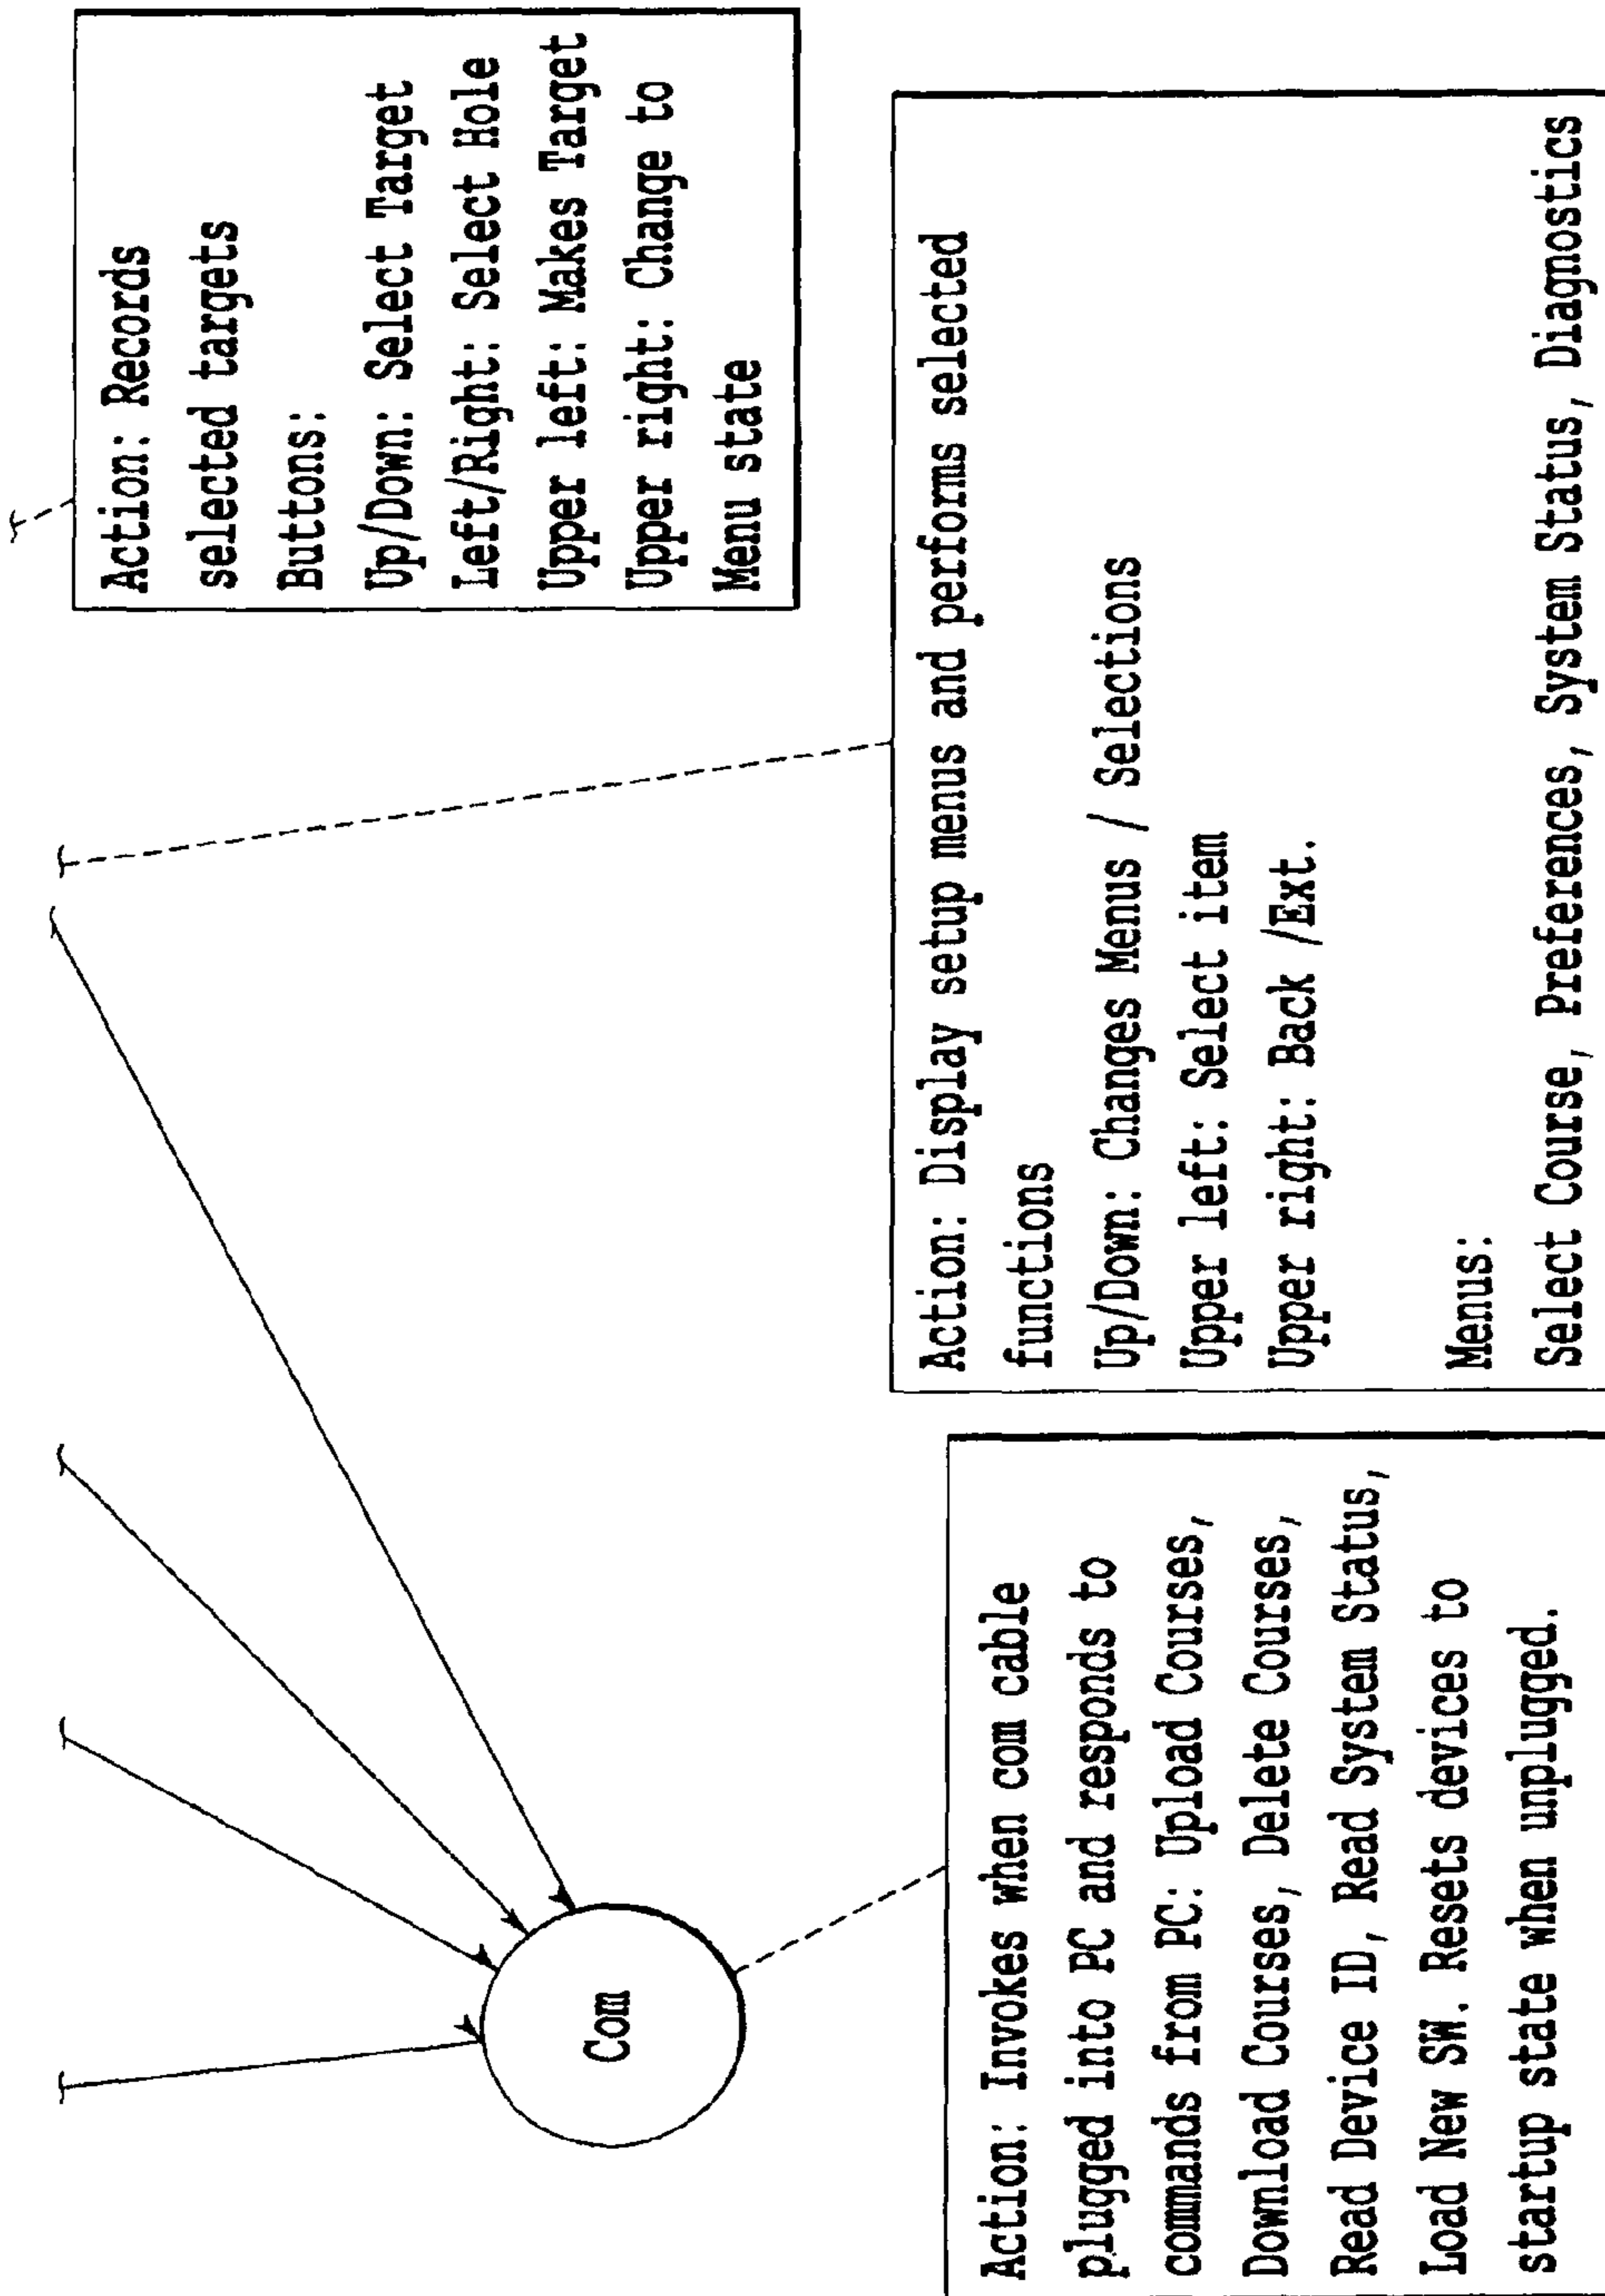 Com
Action: Invokes when com cable
plugged into PC and responds to
commands from PC: Upload Courses,
Download Courses, Delete Courses,
Read Device ID, Read System Status,
Load New SW. Resets devices to
startup state when unplugged.
Action: Display setup menus and performs selected
functions
Up/Down: Changes Menus / Selections
Upper left: Select item
Upper right: Back /Ext.
Menus:
Select Course, Preferences, System Status, Diagnostics
Action: Records
selected targets
Buttons:
Up/Down: Select Target
Left/Right: Select Hole
Upper left: Makes Target
Upper right: Change to
Menu state